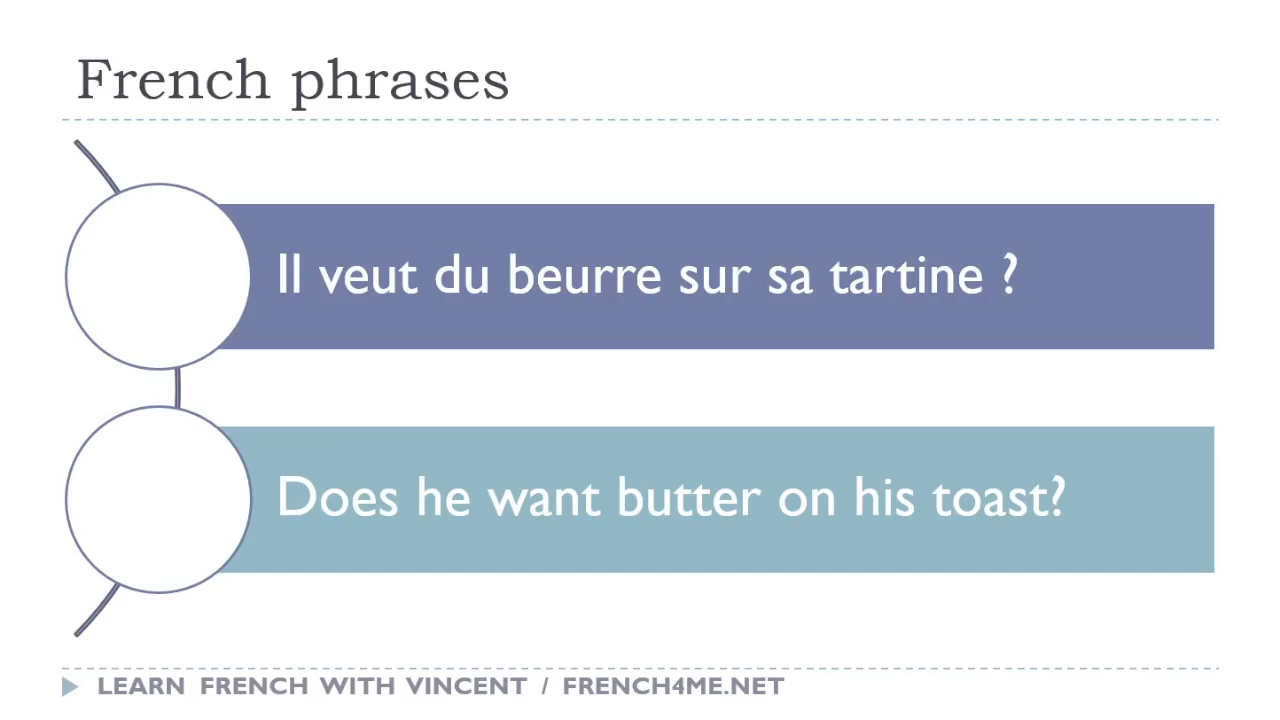 French phrases
Il veut du beurre sur sa tartine ?
Does he want butter on his toast?
LEARN FRENCH WITH VINCENT / FRENCH4ME.NET